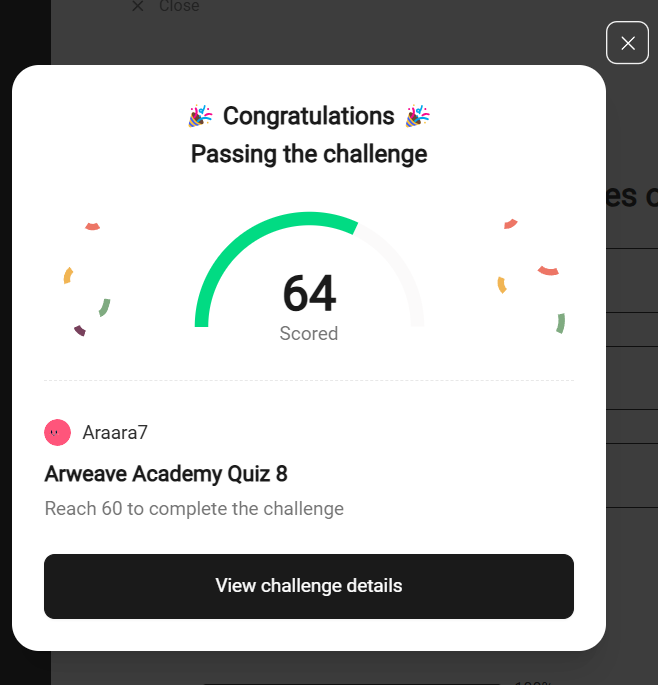 Close
🎉 Congratulations 🎉
Passing the challenge
64
Scored
Araara7
Arweave Academy Quiz 8
Reach 60 to complete the challenge
View challenge details